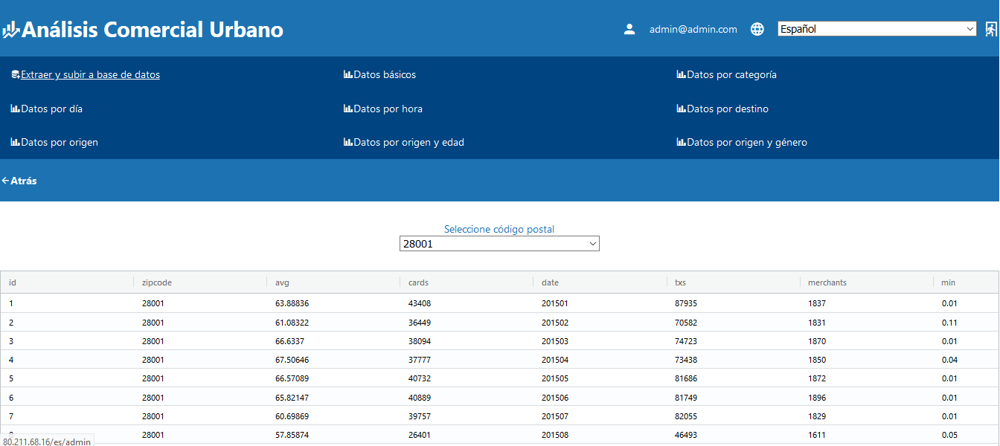 Análisis Comercial Urbano admin@admin.com Español
Extraer y subir a base de datos Datos básicos Datos por categoría
Datos por día Datos por hora Datos por destino
Datos por origen Datos por origen y edad Datos por origen y género
Atrás
Seleccione código postal
28001
id zipcode avg cards date txs merchants min
1 28001 63.88836 43408 201501 87935 1837 0.01
2 28001 61.08322 36449 201502 70582 1831 0.11
3 28001 66.6337 38094 201503 74723 1870 0.01
4 28001 67.50646 37777 201504 73438 1850 0.04
5 28001 66.57089 40732 201505 81686 1872 0.01
6 28001 65.82147 40889 201506 81749 1896 0.01
7 28001 60.69869 39757 201507 82055 1829 0.01
28001 57.85874 26401 201508 46493 1611 0.05
80.211.68.16/es/admin